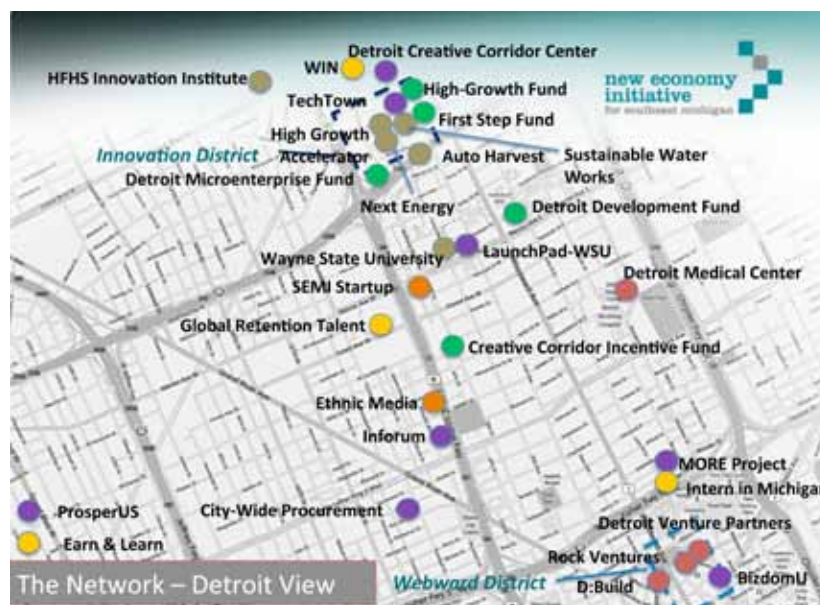 Detroit Creative Corridor Center
WIN
HFHS Innovation Institute
new economy
initiative
for southeast michigan
High-Growth Fund
TechTown
First Step Fund
High Growth
Accelerator
Innovation District
Auto Harvest
Sustainable Water
Works
Detroit Microenterprise Fund
Next Energy
Detroit Development Fund
Wayne State University
LaunchPad-WSU
SEMI Startup
Detroit Medical Center
Global Retention Talent
Creative Corridor Incentive Fund
Ethnic Media
Inforum
MORE Project
Intern in Michigan
ProsperUS
City-Wide Procurement
Detroit Venture Partners
Earn & Learn
Rock Ventures
The Network – Detroit View
Webward District
D:Build
BizdomU